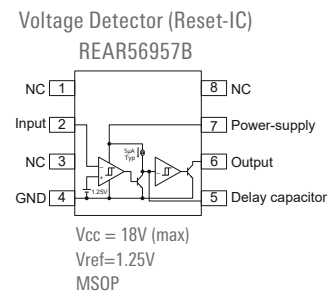 Voltage Detector (Reset-IC)
REAR56957B
NC 1
8 NC
Input 2
7 Power-supply
5µA
Typ
NC 3
6 Output
1.25V
GND 4
5 Delay capacitor
Vcc = 18V (max)
Vref=1.25V
MSOP